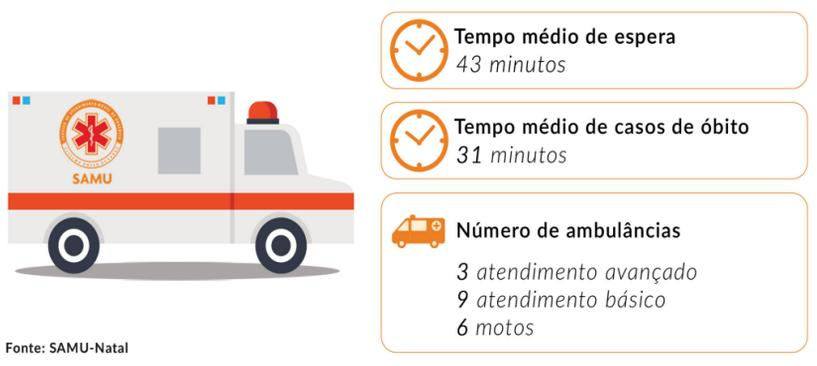 Tempo médio de espera
43 minutos
Tempo médio de casos de óbito
31 minutos
SAMU
Número de ambulâncias
3 atendimento avançado
9 atendimento básico
6 motos
Fonte: SAMU-Natal